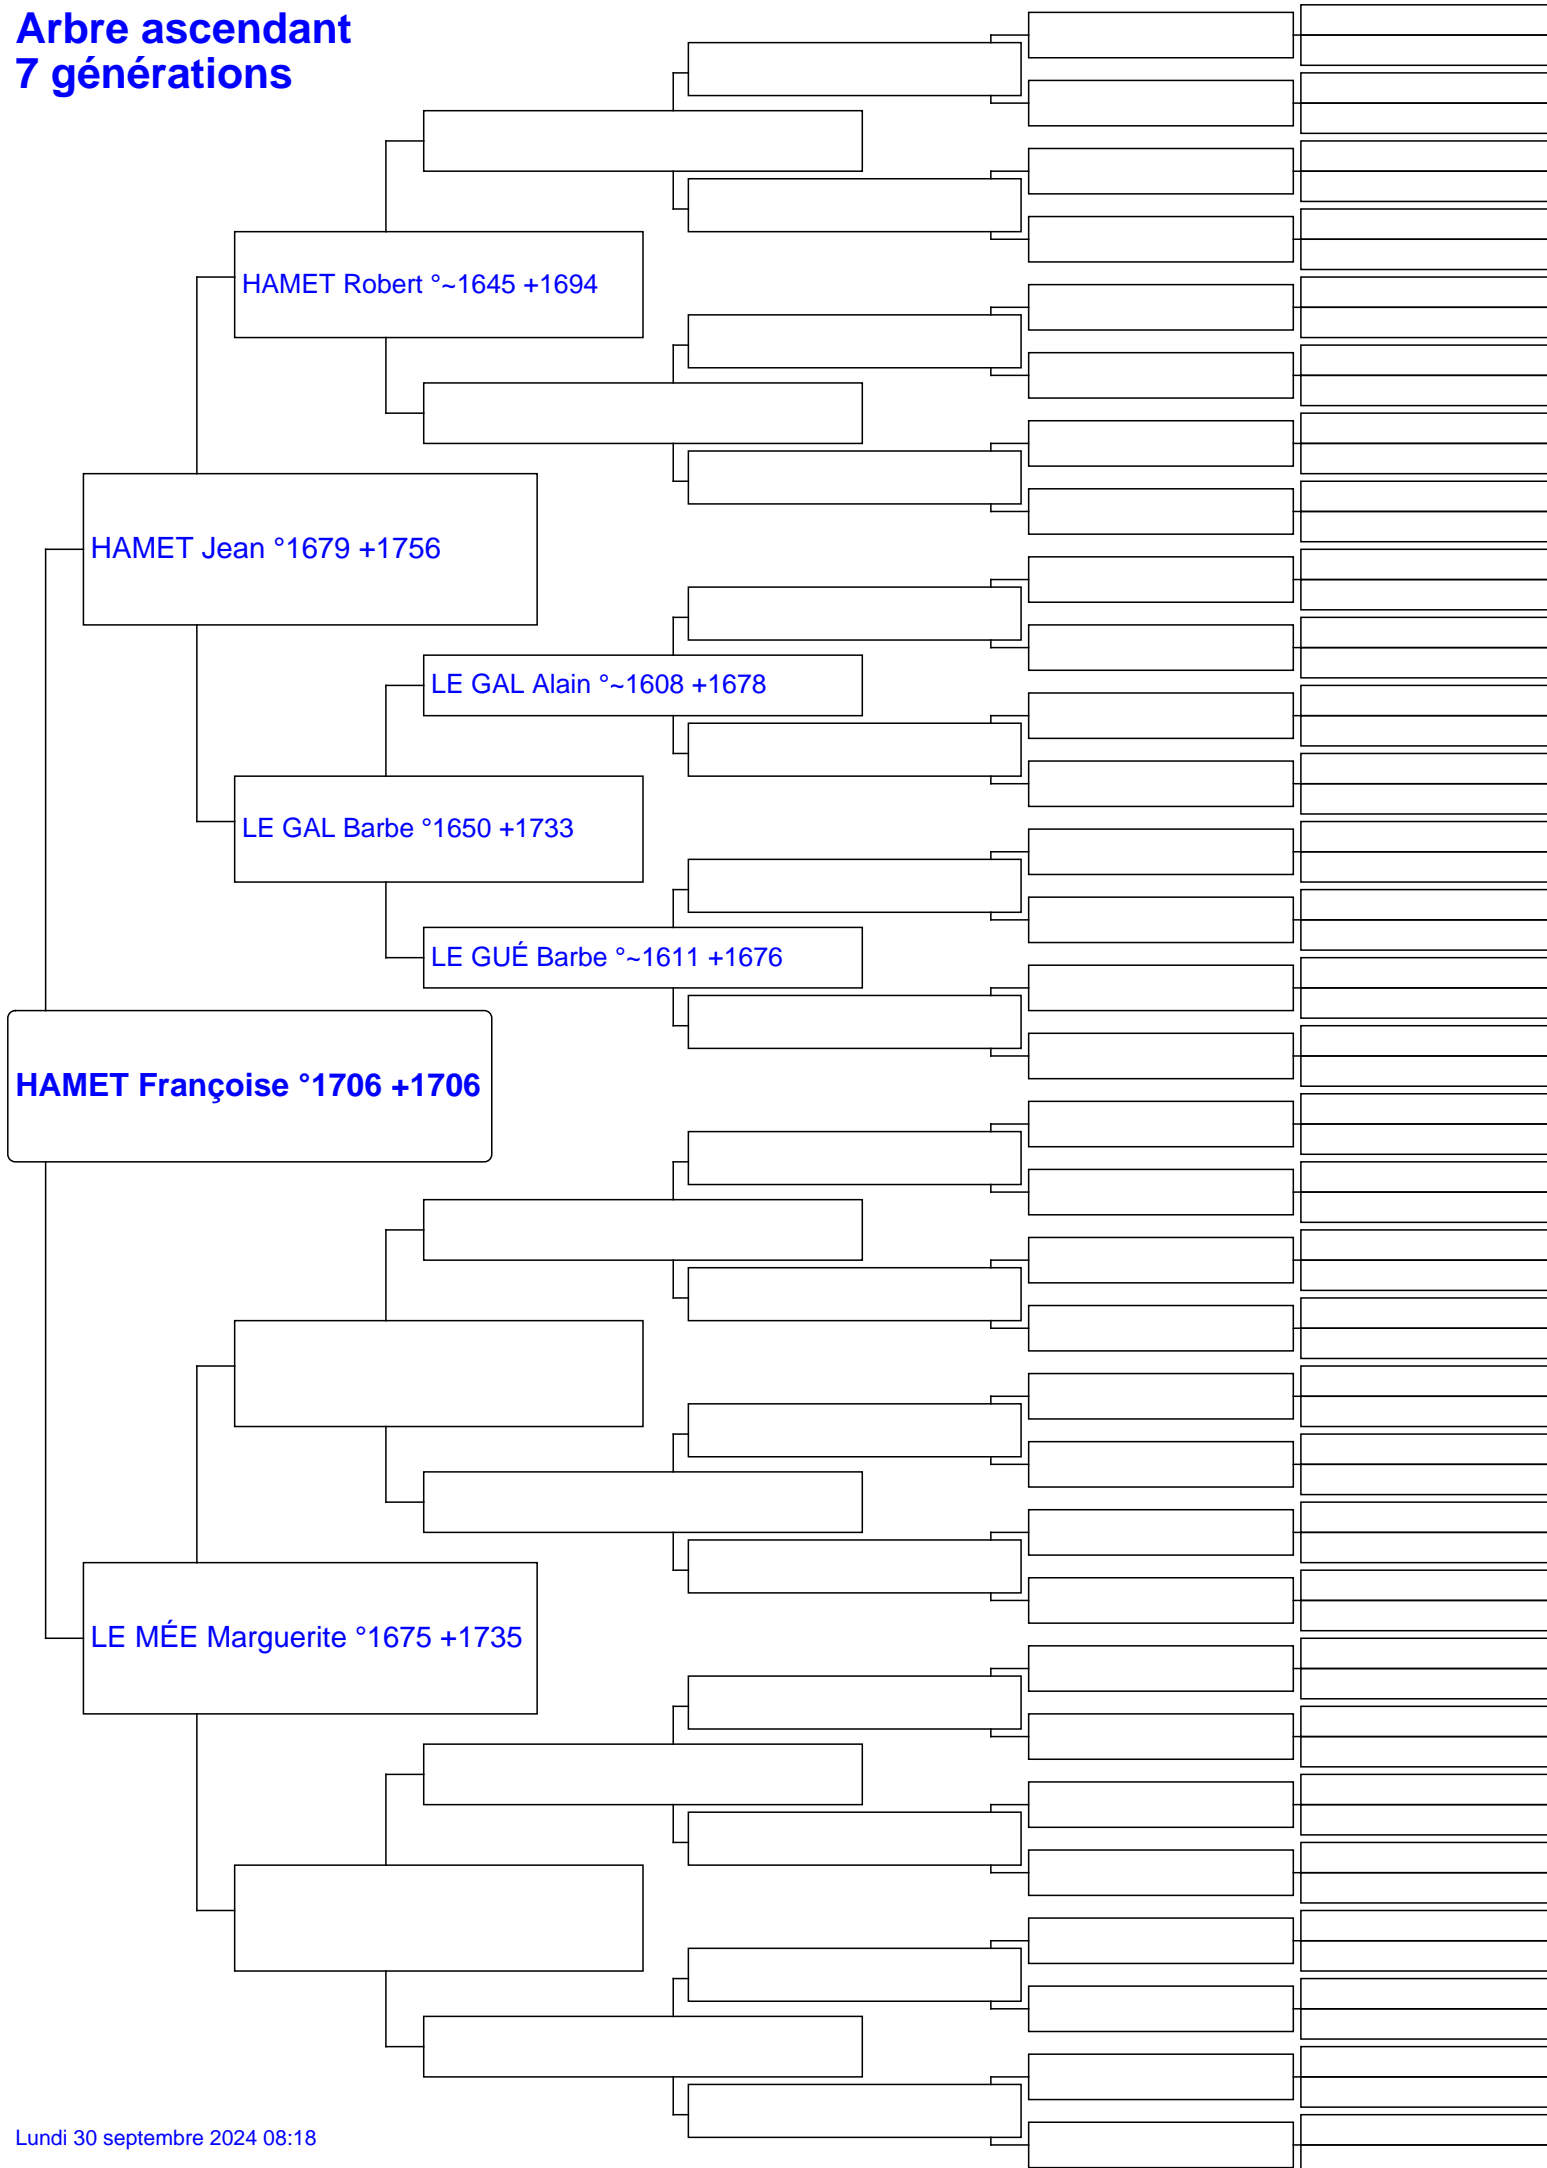 Arbre ascendant
7 générations
HAMET Robert °~1645 +1694
HAMET Jean °1679 +1756
LE GAL Alain °~1608 +1678
LE GAL Barbe °1650 +1733
LE GUÉ Barbe °~1611 +1676
HAMET Françoise °1706 +1706
LE MÉE Marguerite °1675 +1735
Lundi 30 septembre 2024 08:18